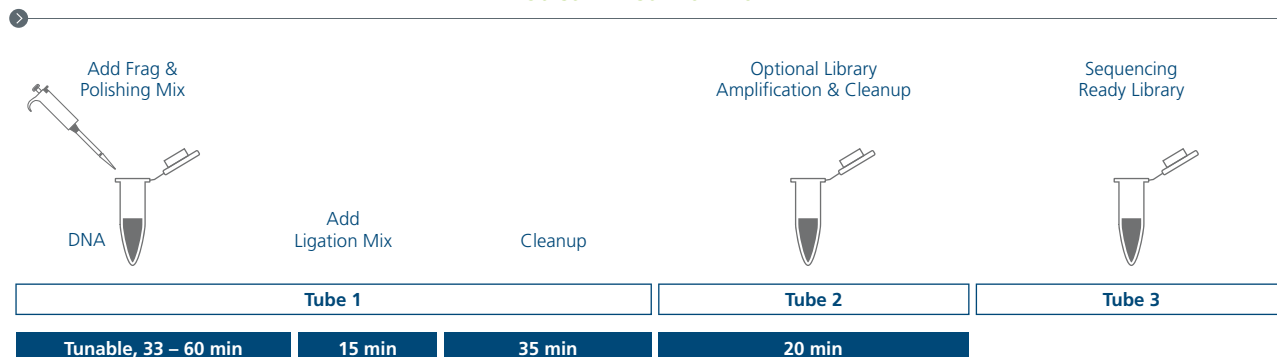 Add Frag &
Polishing Mix
Optional Library
Amplification & Cleanup
Sequencing
Ready Library
DNA
Add
Ligation Mix
Cleanup
Tube 1
Tube 2
Tube 3
Tunable, 33 – 60 min
15 min
35 min
20 min